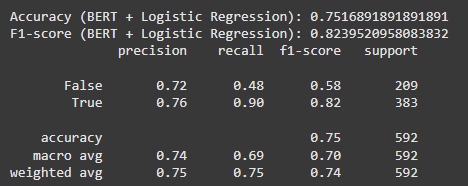 Accuracy (BERT + Logistic Regression): 0.7516891891891891
F1-score (BERT + Logistic Regression): 0.8239520958083832
precision recall f1-score support
False 0.72 0.48 0.58 209
True 0.76 0.90 0.82 383
accuracy 0.75 592
macro avg 0.74 0.69 0.70 592
weighted avg 0.75 0.75 0.74 592